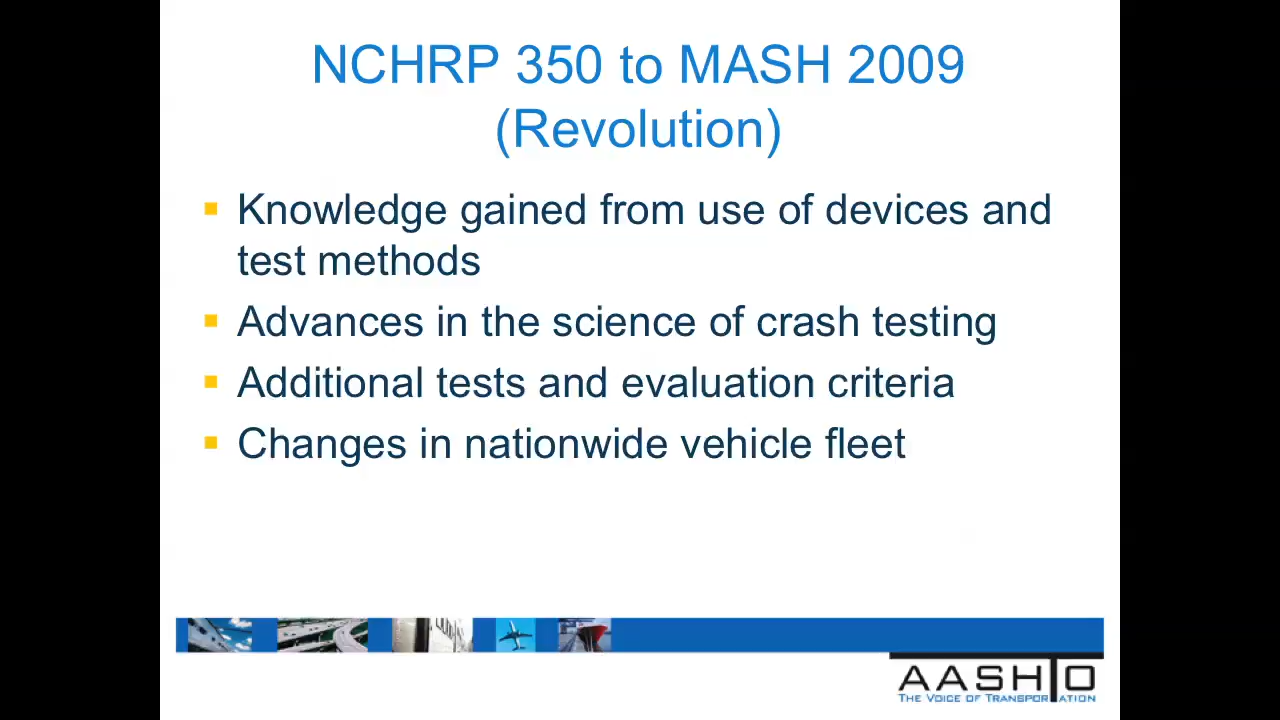 NCHRP 350 to MASH 2009
(Revolution)
Knowledge gained from use of devices and
test methods
Advances in the science of crash testing
Additional tests and evaluation criteria
Changes in nationwide vehicle fleet
AASHTO
THE VOICE OF TRANSPORTATION